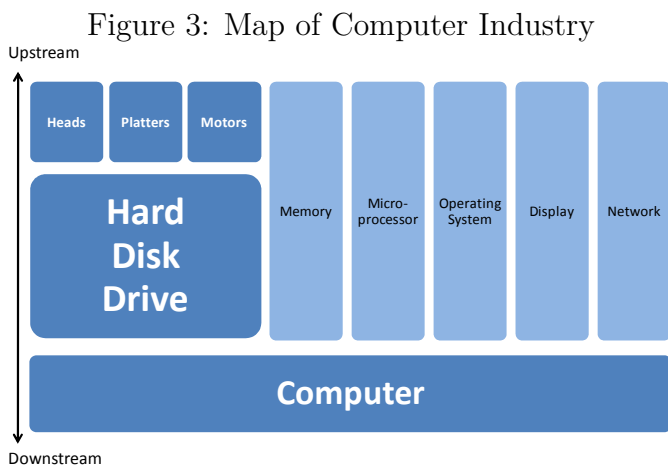 Figure 3: Map of Computer Industry
Upstream
Heads
Platters
Motors
Hard
Disk
Drive
Memory
Micro-
processor
Operating
System
Display
Network
Computer
Downstream